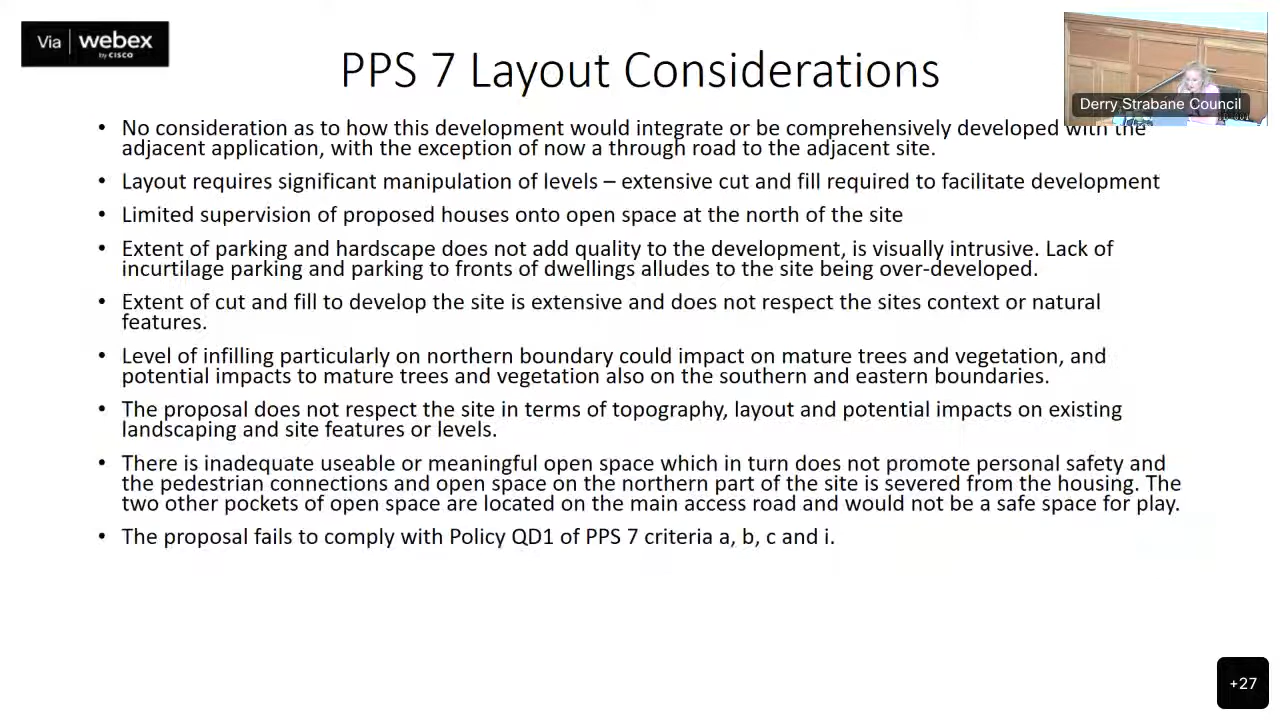 Via webex
by CISCO
PPS 7 Layout Considerations
Derry Strabane Council
• No consideration as to how this development would integrate or be comprehensively developed with the
adjacent application, with the exception of now a through road to the adjacent site.
• Layout requires significant manipulation of levels – extensive cut and fill required to facilitate development
• Limited supervision of proposed houses onto open space at the north of the site
• Extent of parking and hardscape does not add quality to the development, is visually intrusive. Lack of
incurtilage parking and parking to fronts of dwellings alludes to the site being over-developed.
• Extent of cut and fill to develop the site is extensive and does not respect the sites context or natural
features.
• Level of infilling particularly on northern boundary could impact on mature trees and vegetation, and
potential impacts to mature trees and vegetation also on the southern and eastern boundaries.
• The proposal does not respect the site in terms of topography, layout and potential impacts on existing
landscaping and site features or levels.
• There is inadequate useable or meaningful open space which in turn does not promote personal safety and
the pedestrian connections and open space on the northern part of the site is severed from the housing. The
two other pockets of open space are located on the main access road and would not be a safe space for play.
• The proposal fails to comply with Policy QD1 of PPS 7 criteria a, b, c and i.
+27